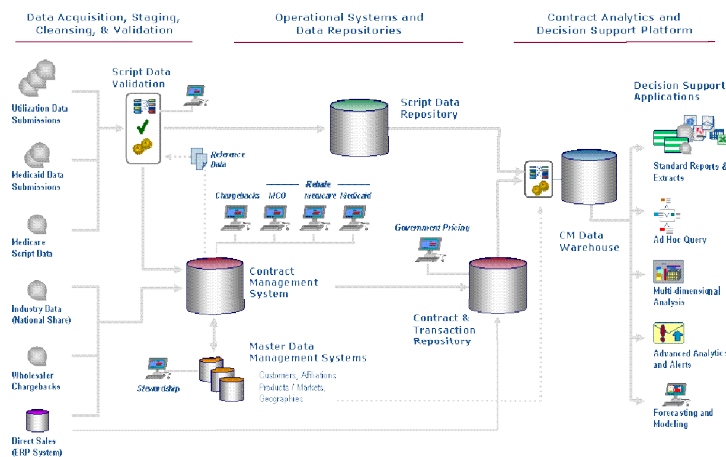 Data Acquisition, Staging,
Cleansing, & Validation
Operational Systems and
Data Repositories
Contract Analytics and
Decision Support Platform
Script Data
Validation
Utilization Data
Submissions
Medicaid Data
Submissions
Medicare
Script Data
Industry Data
(National Share)
Wholesaler
Chargebacks
Direct Sales
(ERP System)
Reference
Data
Script Data
Repository
Rebate
Chargebacks
MCO
Medicare
Medicaid
Government Pricing
Contract
Management
System
Contract &
Transaction
Repository
Master Data
Management Systems
Customers, Affiliations
Products / Markets,
Geographies
Stewardship
CM Data
Warehouse
Decision Support
Applications
Standard Reports &
Extracts
Ad Hoc Query
Multi-dimensional
Analysis
Advanced Analytics
and Alerts
Forecasting and
Modeling